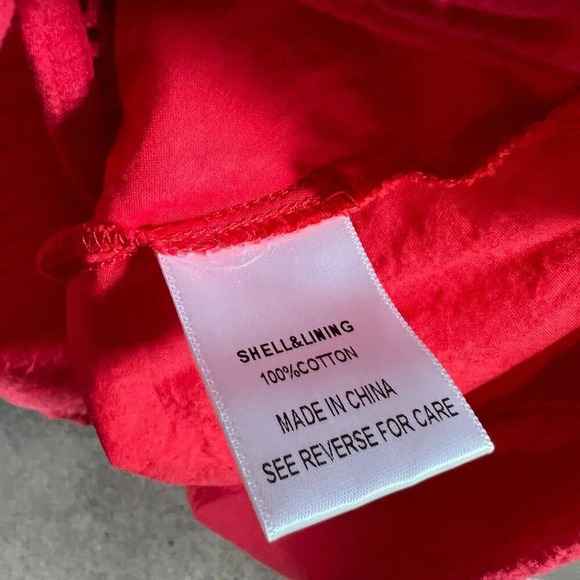 SHELL&LINING
100%COTTON
MADE IN CHINA
SEE REVERSE FOR CARE